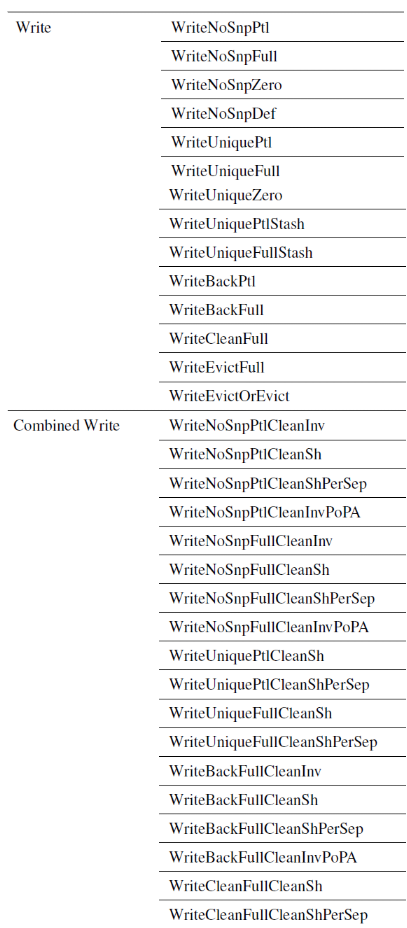 Write WriteNoSnpPtl
WriteNoSnpFull
WriteNoSnpZero
WriteNoSnpDef
WriteUniquePtl
WriteUniqueFull
WriteUniqueZero
WriteUniquePtlStash
WriteUniqueFullStash
WriteBackPtl
WriteBackFull
WriteCleanFull
WriteEvictFull
WriteEvictOrEvict
Combined Write WriteNoSnpPtlCleanInv
WriteNoSnpPtlCleanSh
WriteNoSnpPtlCleanShPerSep
WriteNoSnpPtlCleanInvPoPA
WriteNoSnpFullCleanInv
WriteNoSnpFullCleanSh
WriteNoSnpFullCleanShPerSep
WriteNoSnpFullCleanInvPoPA
WriteUniquePtlCleanSh
WriteUniquePtlCleanShPerSep
WriteUniqueFullCleanSh
WriteUniqueFullCleanShPerSep
WriteBackFullCleanInv
WriteBackFullCleanSh
WriteBackFullCleanShPerSep
WriteBackFullCleanInvPoPA
WriteCleanFullCleanSh
WriteCleanFullCleanShPerSep